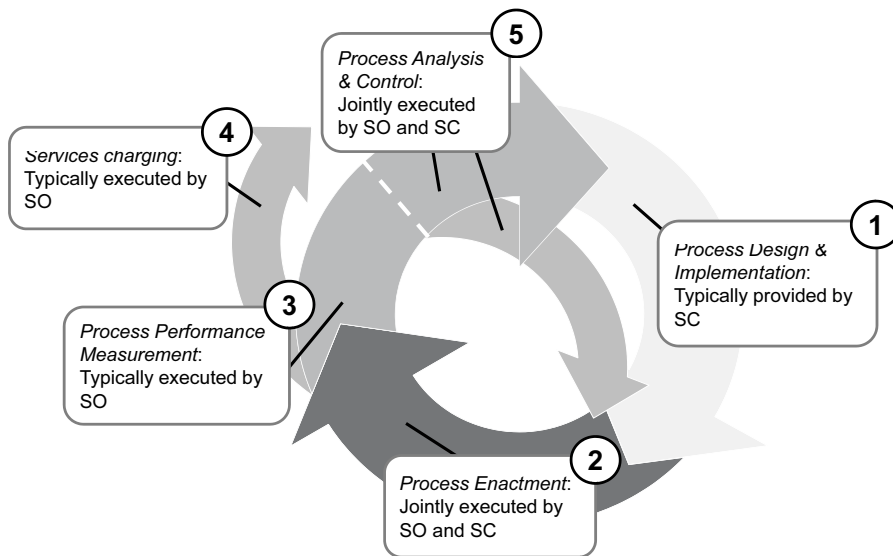 5
Process Analysis
& Control:
Jointly executed
by SO and SC
4
Services charging:
Typically executed by
SO
1
Process Design &
Implementation:
Typically provided by
SC
3
Process Performance
Measurement:
Typically executed by
SO
2
Process Enactment:
Jointly executed by
SO and SC